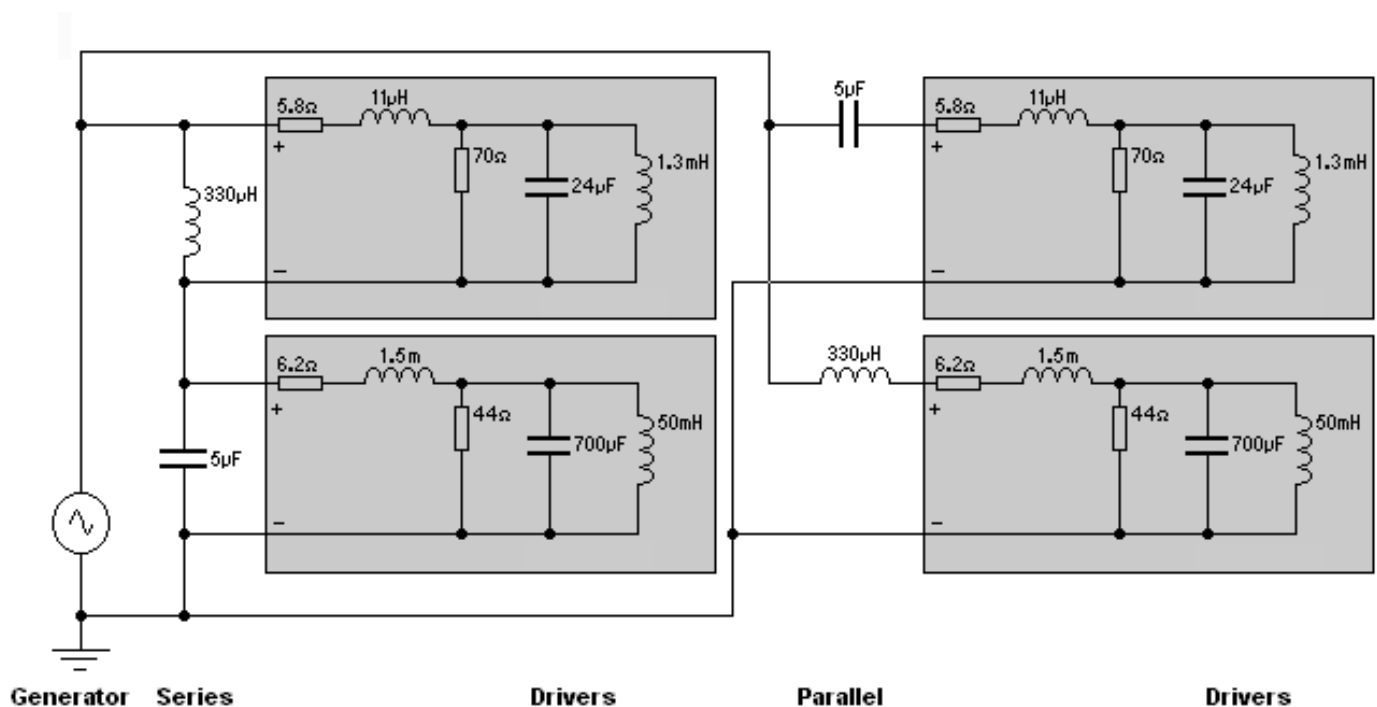 5.8Ω
11µH
+
70Ω
24µF
1.3mH
330µH
−
6.2Ω
1.5m
+
44Ω
700µF
50mH
5µF
−
5µF
5.8Ω
11µH
+
70Ω
24µF
1.3mH
−
330µH
6.2Ω
1.5m
+
44Ω
700µF
50mH
−
Generator Series Drivers Parallel Drivers